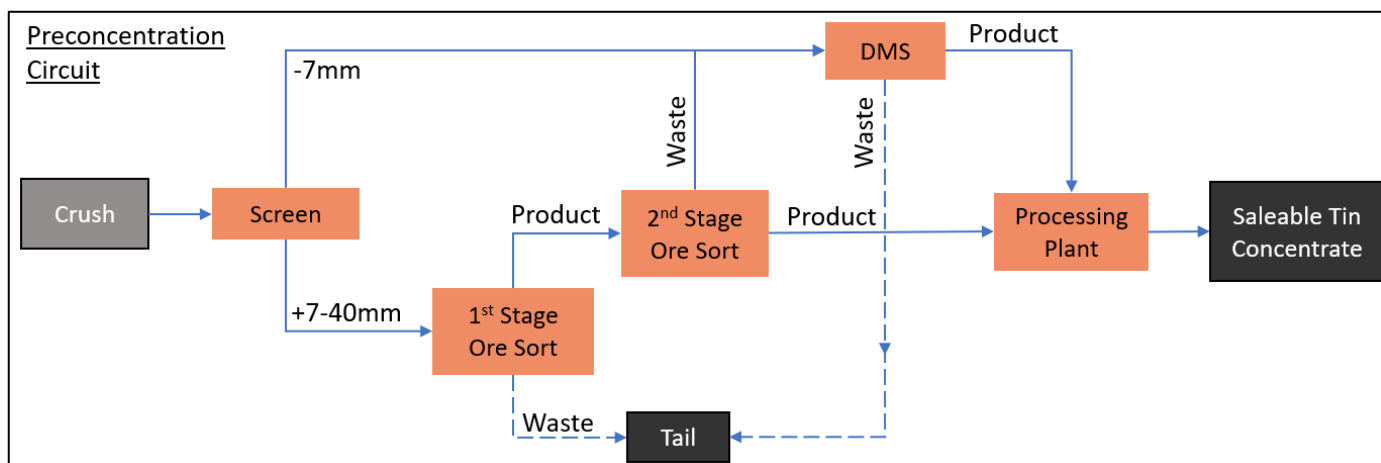 Preconcentration
Circuit
-7mm
DMS
Product
Waste
Waste
Crush
Screen
Product
2nd Stage
Ore Sort
Product
Processing
Plant
Saleable Tin
Concentrate
+7-40mm
1st Stage
Ore Sort
Waste
Tail